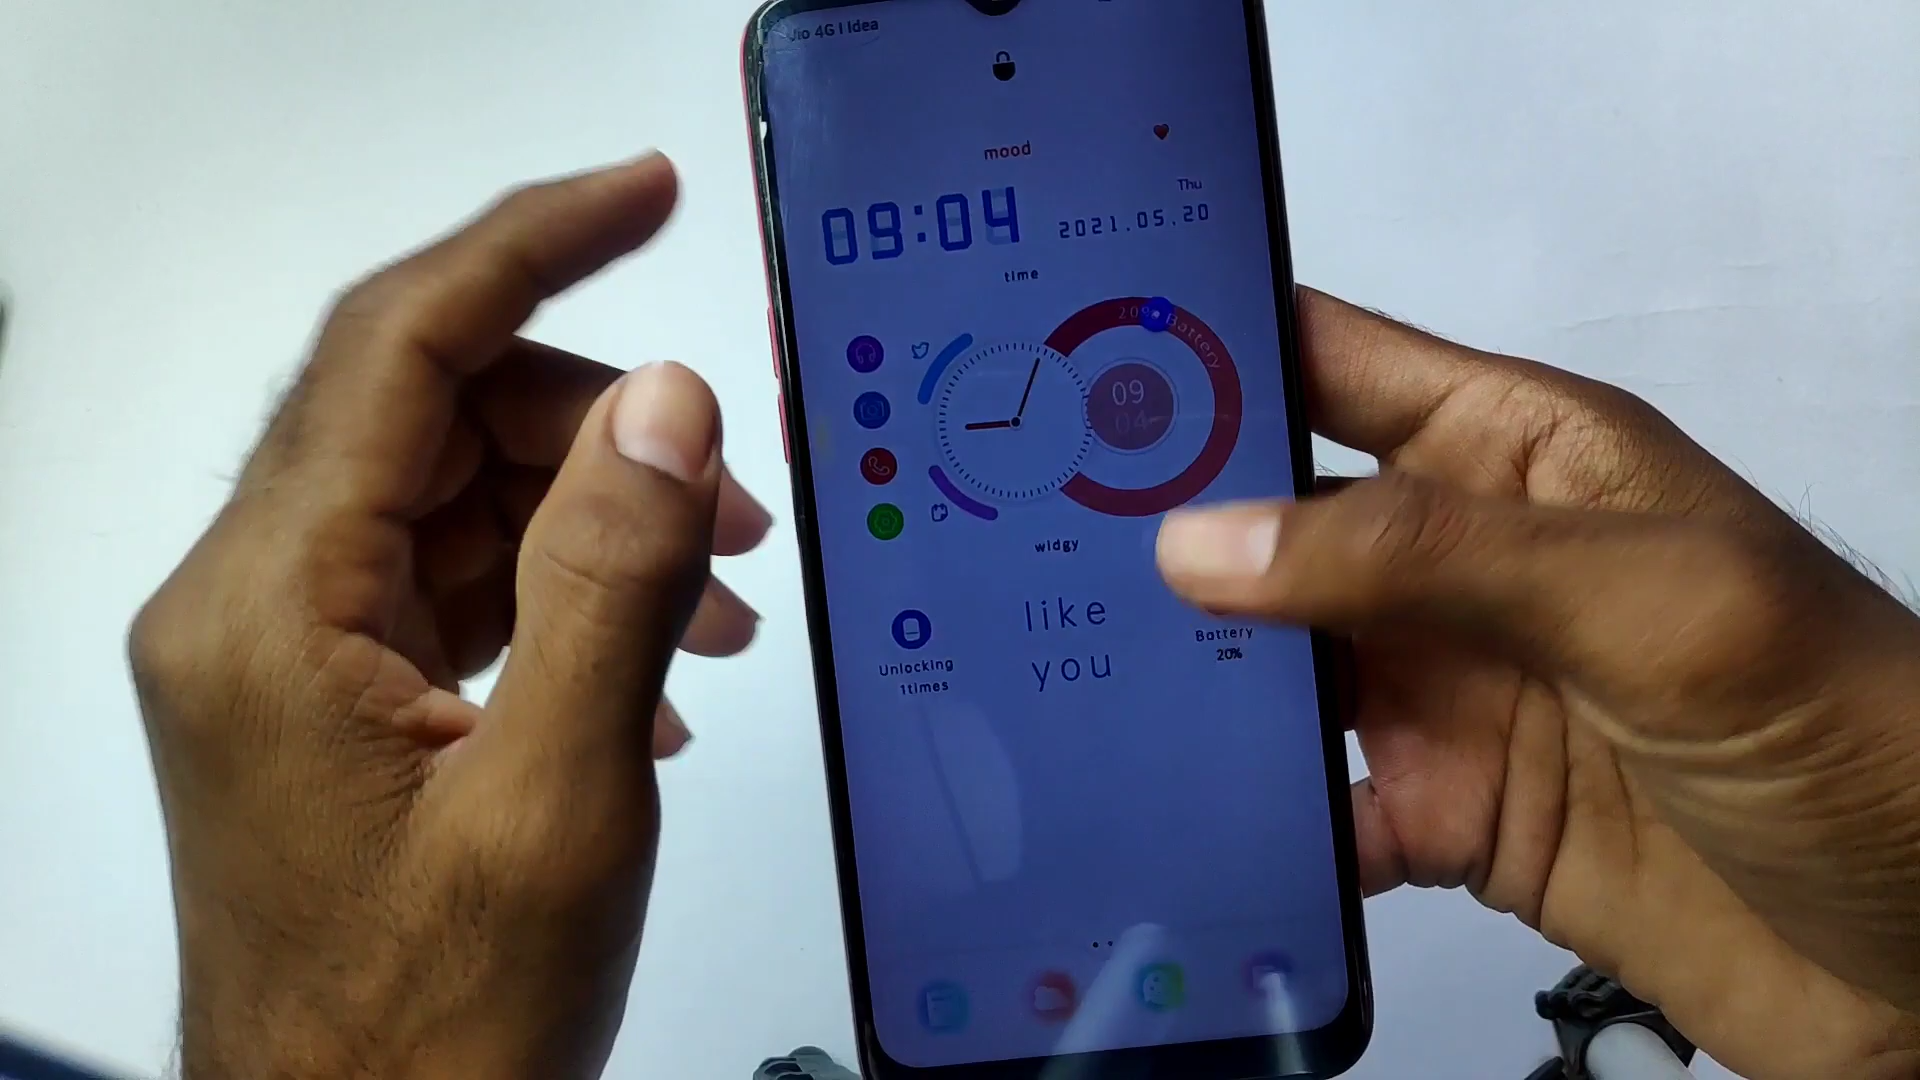 Jio 4G | Idea
mood
09:04
Thu
2021.05.20
time
20% Battery
09
04
widgy
like
you
Unlocking
1times
Battery
20%